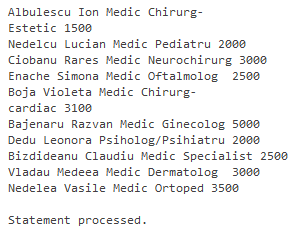 Albulescu Ion Medic Chirurg-
Estetic 1500
Nedelcu Lucian Medic Pediatru 2000
Ciobanu Rares Medic Neurochirurg 3000
Enache Simona Medic Oftalmolog  2500
Boja Violeta Medic Chirurg-
cardiac 3100
Bajenaru Razvan Medic Ginecolog 5000
Dedu Leonora Psiholog/Psihiatru 2000
Bizdideanu Claudiu Medic Specialist 2500
Vladau Medeea Medic Dermatolog  3000
Nedelea Vasile Medic Ortoped 3500

Statement processed.